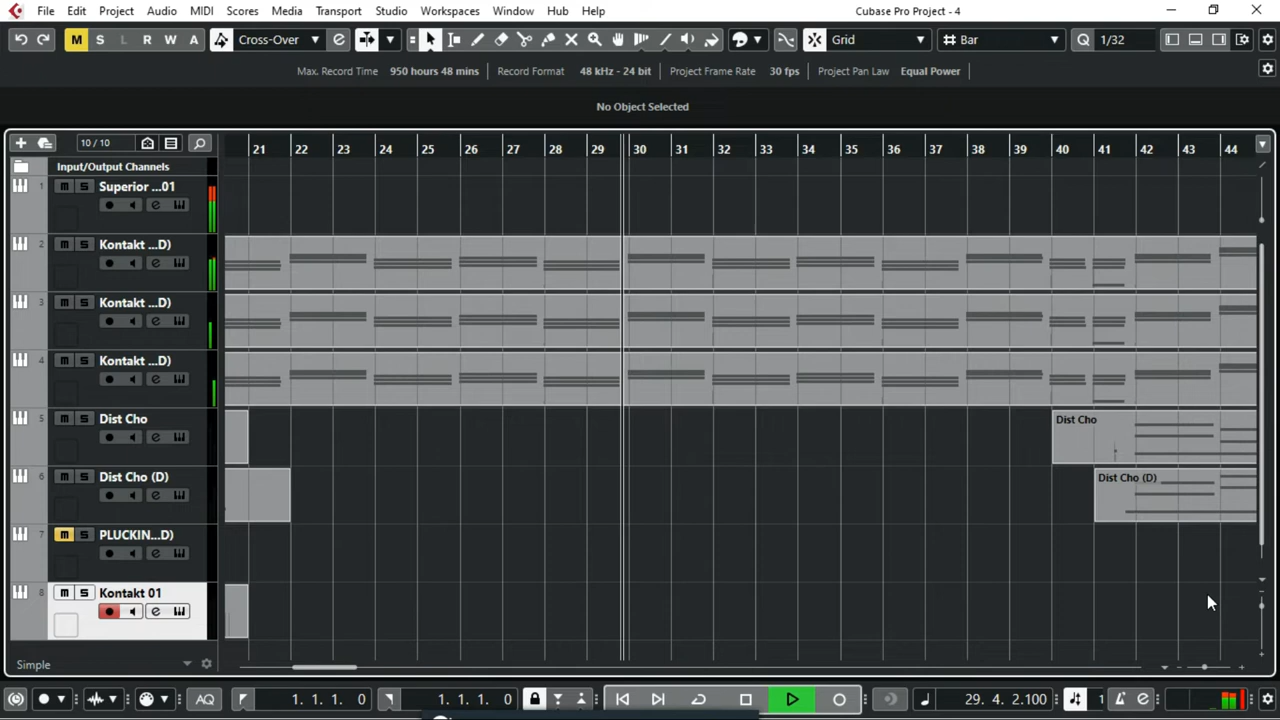 File Edit Project Audio MIDI Scores Media Transport Studio Workspaces Window Hub Help Cubase Pro Project - 4
M S L R W A Cross-Over Grid Bar Q 1/32
Max. Record Time 950 hours 48 mins Record Format 48 kHz - 24 bit Project Frame Rate 30 fps Project Pan Law Equal Power
No Object Selected
10 / 10 21 22 23 24 25 26 27 28 29 30 31 32 33 34 35 36 37 38 39 40 41 42 43 44
Input/Output Channels
1 m S Superior ...01
e
2 m S Kontakt ...D)
e
3 m S Kontakt ...D)
e
4 m S Kontakt ...D)
e
5 m S Dist Cho Dist Cho
e
6 m S Dist Cho (D) Dist Cho (D)
e
7 m S PLUCKIN...D)
e
8 m S Kontakt 01
e
Simple
AQ 1. 1. 1. 0 1. 1. 1. 0 29. 4. 2.100 1